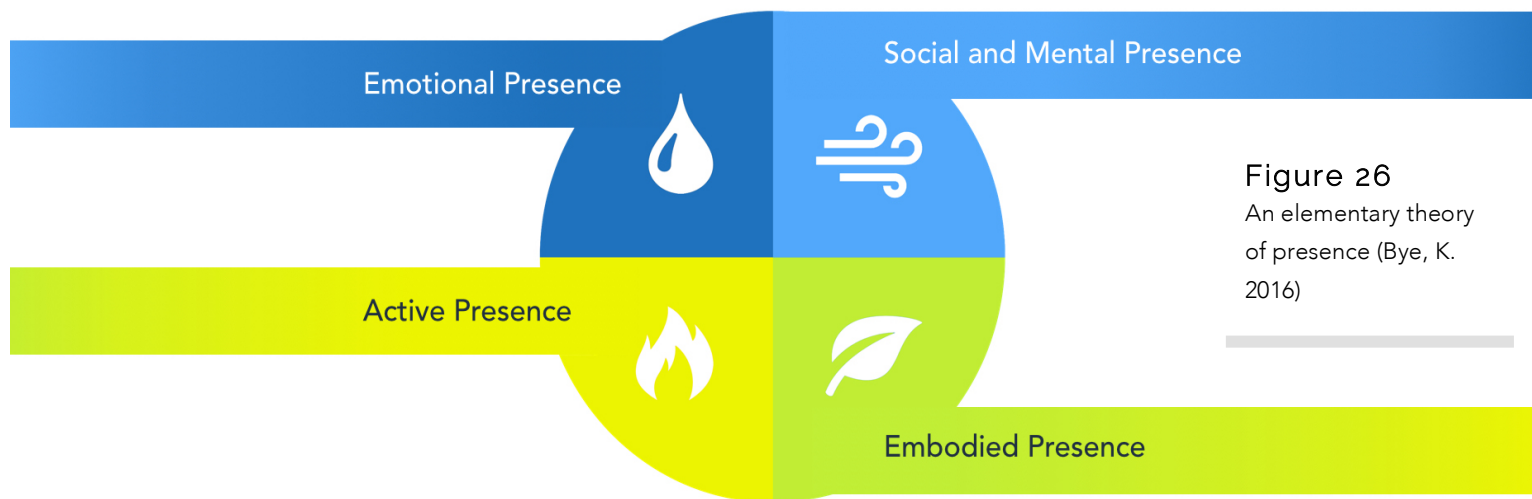 Social and Mental Presence
Emotional Presence
Figure 26
An elementary theory
of presence (Bye, K.
2016)
Active Presence
Embodied Presence